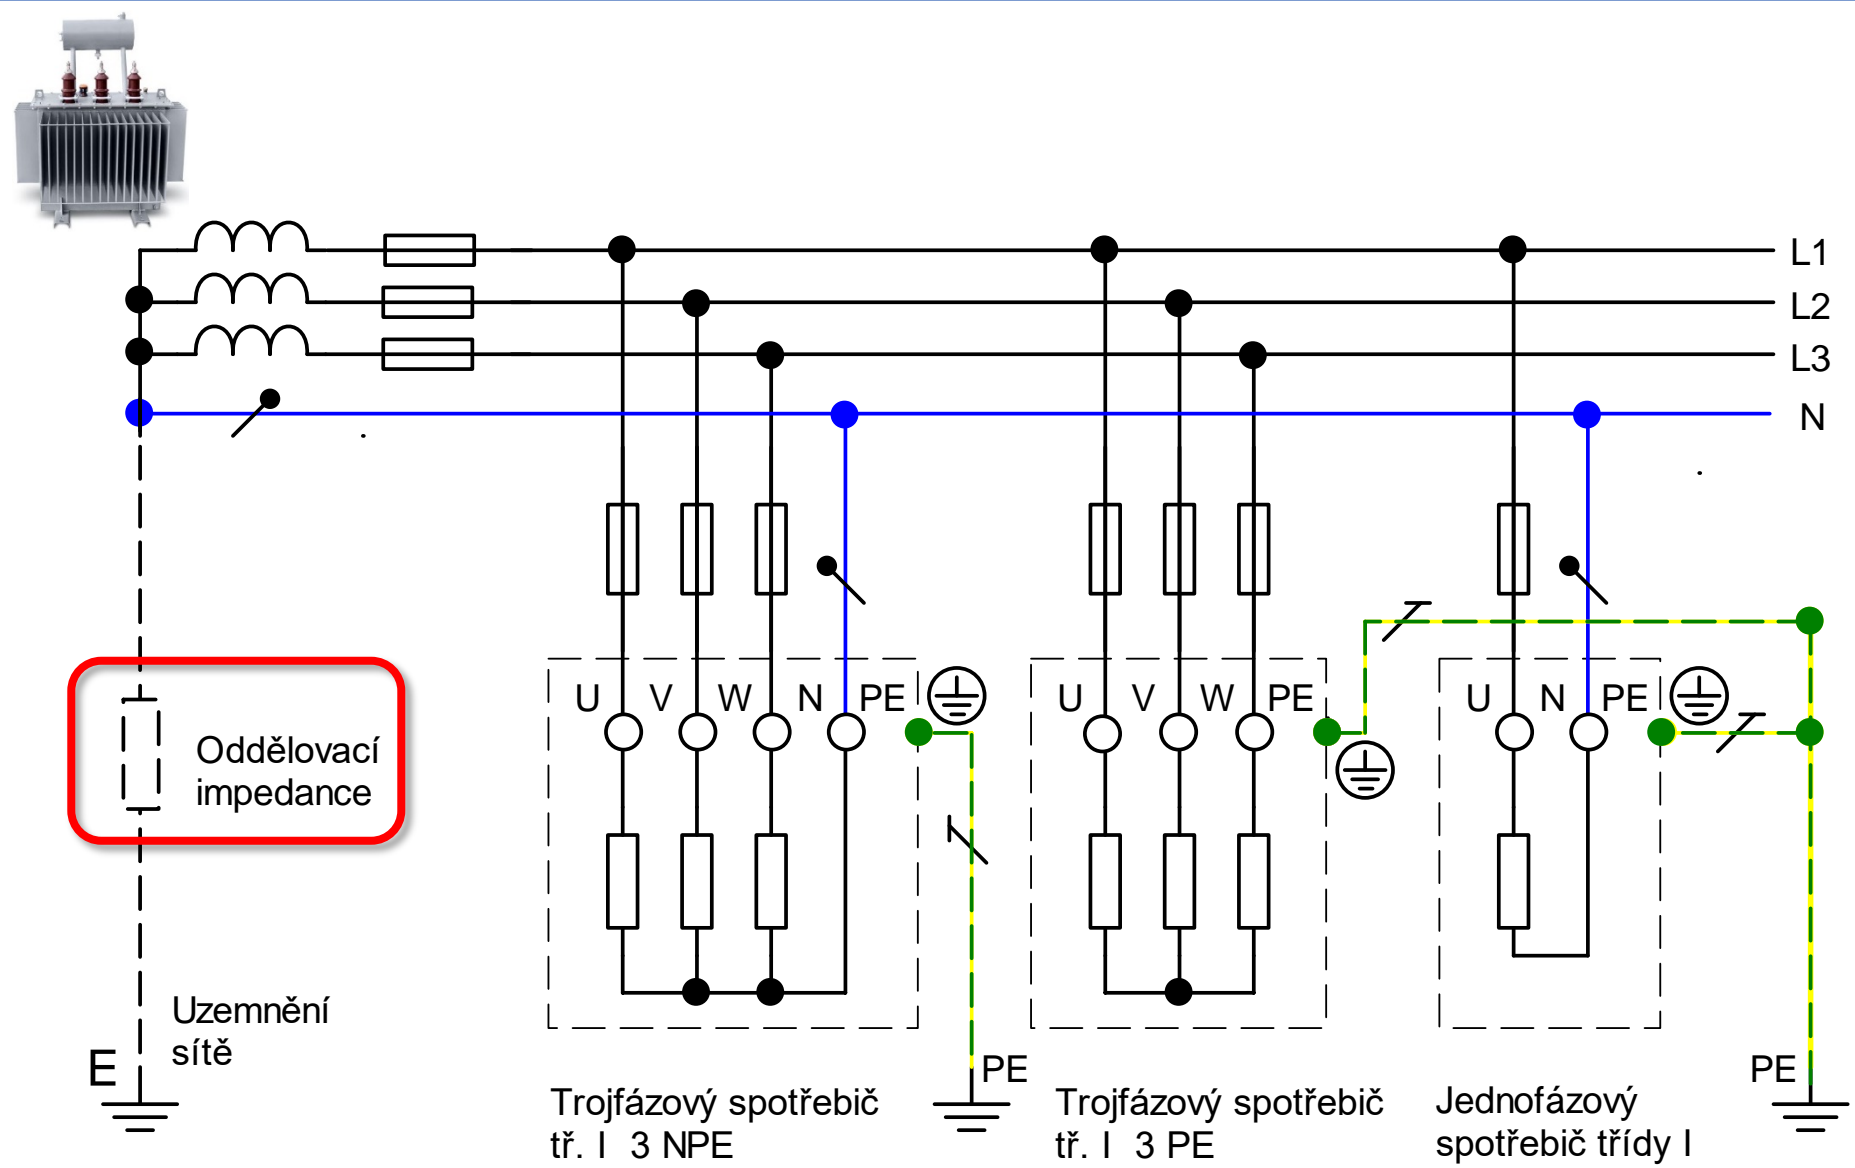 L1
L2
L3
N
U V W N PE
U V W PE
U N PE
Oddělovací
impedance
Uzemnění
sítě
E
PE
PE
Trojfázový spotřebič
tř. I 3 NPE
Trojfázový spotřebič
tř. I 3 PE
Jednofázový
spotřebič třídy I